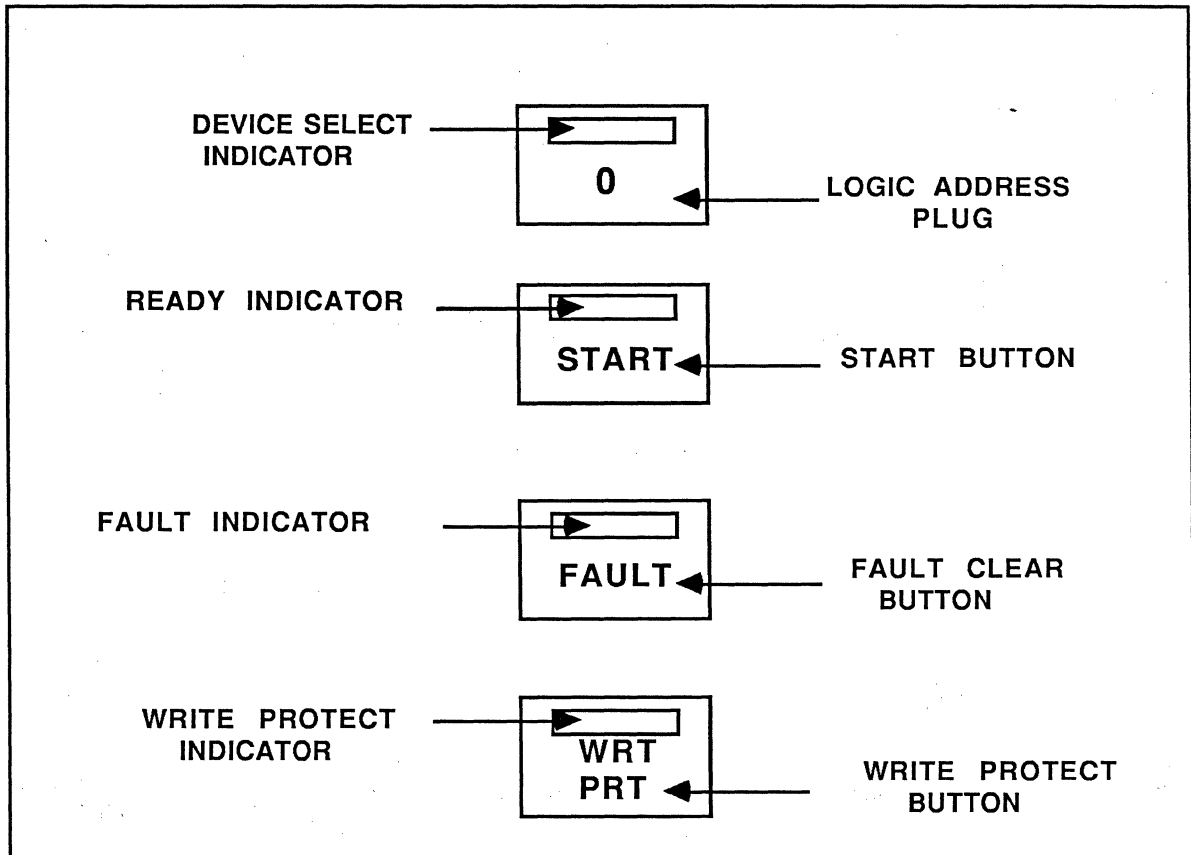 DEVICE SELECT
INDICATOR
0
LOGIC ADDRESS
PLUG
READY INDICATOR
START
START BUTTON
FAULT INDICATOR
FAULT
FAULT CLEAR
BUTTON
WRITE PROTECT
INDICATOR
WRT
PRT
WRITE PROTECT
BUTTON